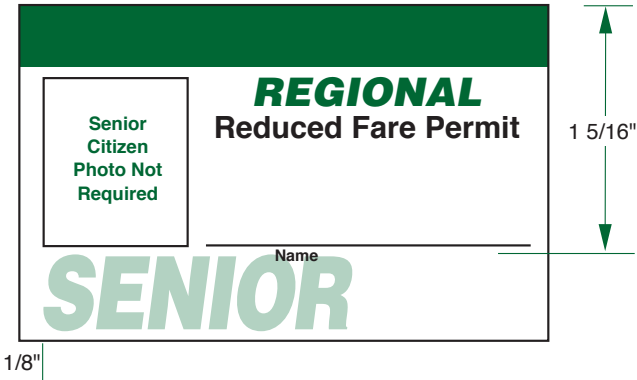 REGIONAL
Reduced Fare Permit
Senior
Citizen
Photo Not
Required
Name
SENIOR
1 5/16"
1/8"